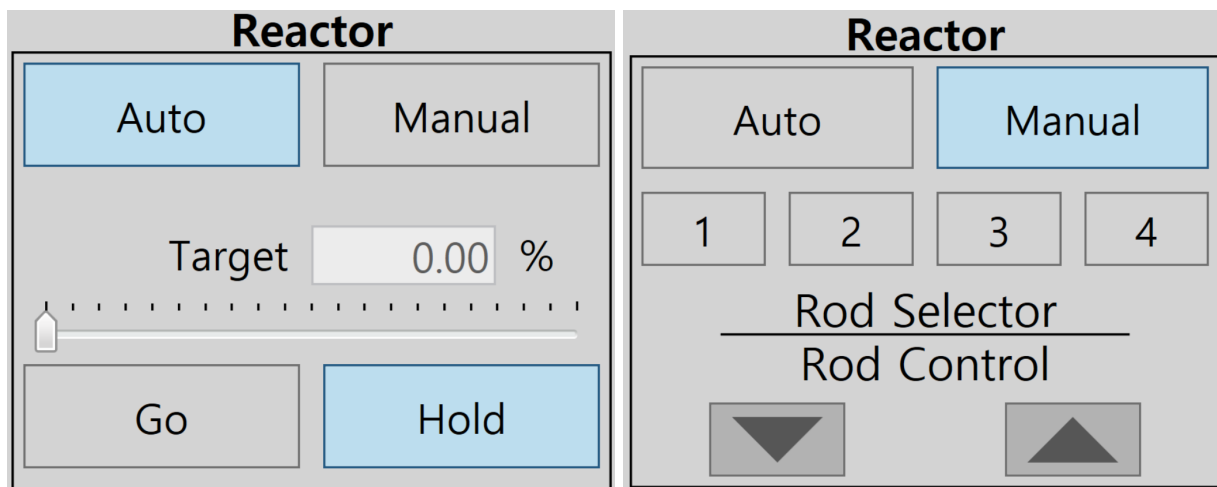 Reactor
Auto Manual
Target 0.00 %
Go Hold
Reactor
Auto Manual
1 2 3 4
Rod Selector
Rod Control